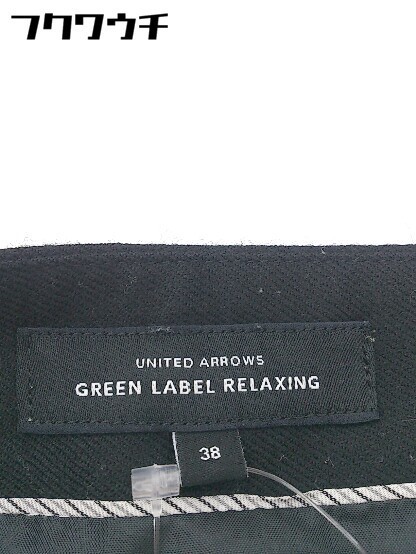 フクワウチ
UNITED ARROWS
GREEN LABEL RELAXING
38